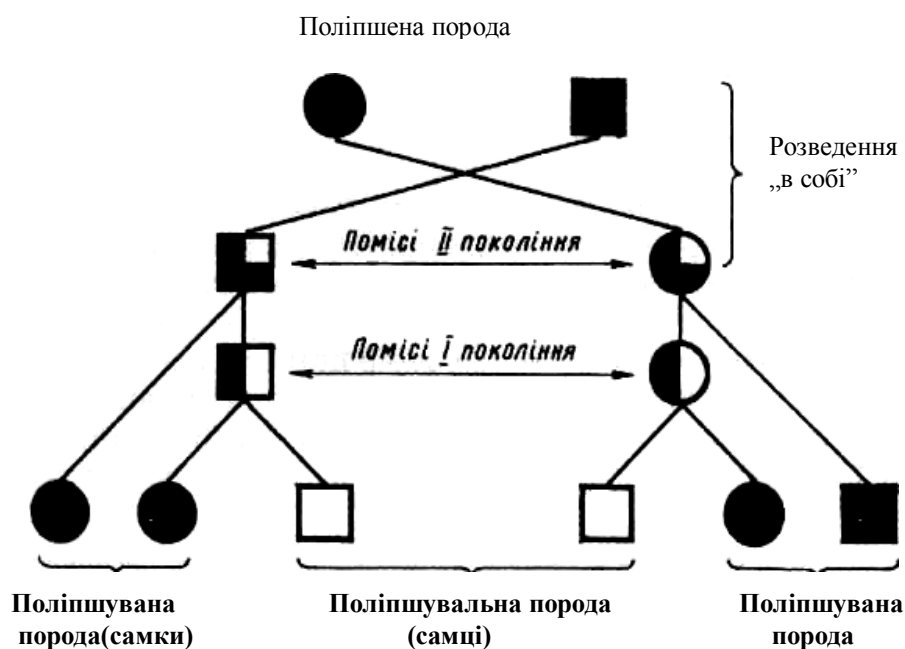 Поліпшена порода
Розведення
„в собі”
Помісі II покоління
Помісі I покоління
Поліпшувана
порода(самки)
Поліпшувальна порода
(самці)
Поліпшувана
порода